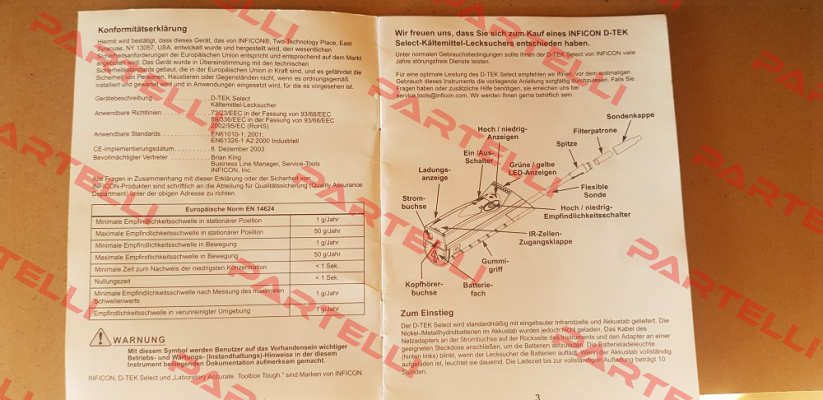 Konformitätserklärung
Hiermit wird bestätigt, dass dieses Gerät, das von INFICON®, Two Technology Place, East
Syracuse, NY 13057, USA, entwickelt wurde und hergestellt wird, den wesentlichen
Sicherheitsanforderungen der Europäischen Union entspricht und entsprechend auf dem Markt
angeboten wird. Das Gerät wurde in Übereinstimmung mit den technischen
Sicherheitsstandards gebaut, die in der Europäischen Union in Kraft sind, und es gefährdet die
Sicherheit von Personen, Haustieren oder Gegenständen nicht, wenn es ordnungsgemäß
installiert und gewartet wird und in Anwendungen eingesetzt wird, für die es vorgesehen ist.
Gerätebeschreibung D-TEK Select
Kältemittel-Lecksucher
Anwendbare Richtlinien 73/23/EEC in der Fassung von 93/68/EEC
89/336/EEC in der Fassung von 93/68/EEC
2002/95/EC (RoHS)
Anwendbare Standards EN61010-1: 2001;
EN61326-1 A2:2000 Industriell
CE-Implementierungsdatum 8. Dezember 2003
Bevollmächtigter Vertreter Brian King
Business Line Manager, Service-Tools
INFICON, Inc.
Alle Fragen in Zusammenhang mit dieser Erklärung oder der Sicherheit von
INFICON-Produkten sind schriftlich an die Abteilung für Qualitätssicherung (Quality Assurance
Department) unter der obigen Adresse zu richten.
Europäische Norm EN 14624
Minimale Empfindlichkeitsschwelle in stationärer Position 1 g/Jahr
Maximale Empfindlichkeitsschwelle in stationärer Position 50 g/Jahr
Minimale Empfindlichkeitsschwelle in Bewegung 1 g/Jahr
Maximale Empfindlichkeitsschwelle in Bewegung 50 g/Jahr
Minimale Zeit zum Nachweis der niedrigsten Konzentration < 1 Sek.
Nullungszeit < 1 Sek.
Minimale Empfindlichkeitsschwelle nach Messung des maximalen
Schwellenwerts 1 g/Jahr
Empfindlichkeitsschwelle in verunreinigter Umgebung 1 g/Jahr
WARNUNG
Mit diesem Symbol werden Benutzer auf das Vorhandensein wichtiger
Betriebs- und Wartungs- (Instandhaltungs)-Hinweise in der diesem
Instrument beiliegenden Dokumentation aufmerksam gemacht.
INFICON, D-TEK Select und „Laboratory Accurate. Toolbox Tough.” sind Marken von INFICON.
Wir freuen uns, dass Sie sich zum Kauf eines INFICON D-TEK
Select-Kältemittel-Lecksuchers entschieden haben.
Unter normalen Gebrauchsbedingungen sollte Ihnen der D-TEK Select von INFICON viele
Jahre störungsfreie Dienste leisten.
Für eine optimale Leistung des D-TEK Select empfehlen wir Ihnen, vor dem erstmaligen
Gebrauch dieses Instruments die vorliegende Anleitung sorgfältig durchzulesen. Falls Sie
Fragen haben oder zusätzliche Hilfe benötigen, sie erreichen uns bei
service.tools@inficon.com. Wir werden Ihnen gerne behilflich sein.
Sondenkappe
Hoch / niedrig-
Anzeigen
Filterpatrone
Spitze
Ein-/Aus-
Schalter
Grüne / gelbe
LED-Anzeigen
Ladungs-
anzeige
Flexible
Sonde
Strom-
buchse
Hoch / niedrig-
Empfindlichkeitsschalter
IR-Zellen-
Zugangsklappe
Gummi-
griff
Kopfhörer-
buchse
Batterie-
fach
Zum Einstieg
Der D-TEK Select wird standardmäßig mit eingebauter Infrarotzelle und Akkustab geliefert. Die
Nickel-/Metallhydridbatterien im Akkustab wurden jedoch nicht geladen. Das Kabel des
Netzadapters an der Strombuchse auf der Rückseite des Instruments und den Adapter an einer
geeigneten Steckdose anschließen, um die Batterien aufzuladen. Die Batterieladeleuchte
(hinten links) blinkt, wenn der Lecksucher die Batterien auflädt. Wenn der Akkustab vollständig
aufgeladen ist, leuchtet sie dauernd. Die Ladezeit bis zur vollständigen Aufladung beträgt 10
Stunden.
3